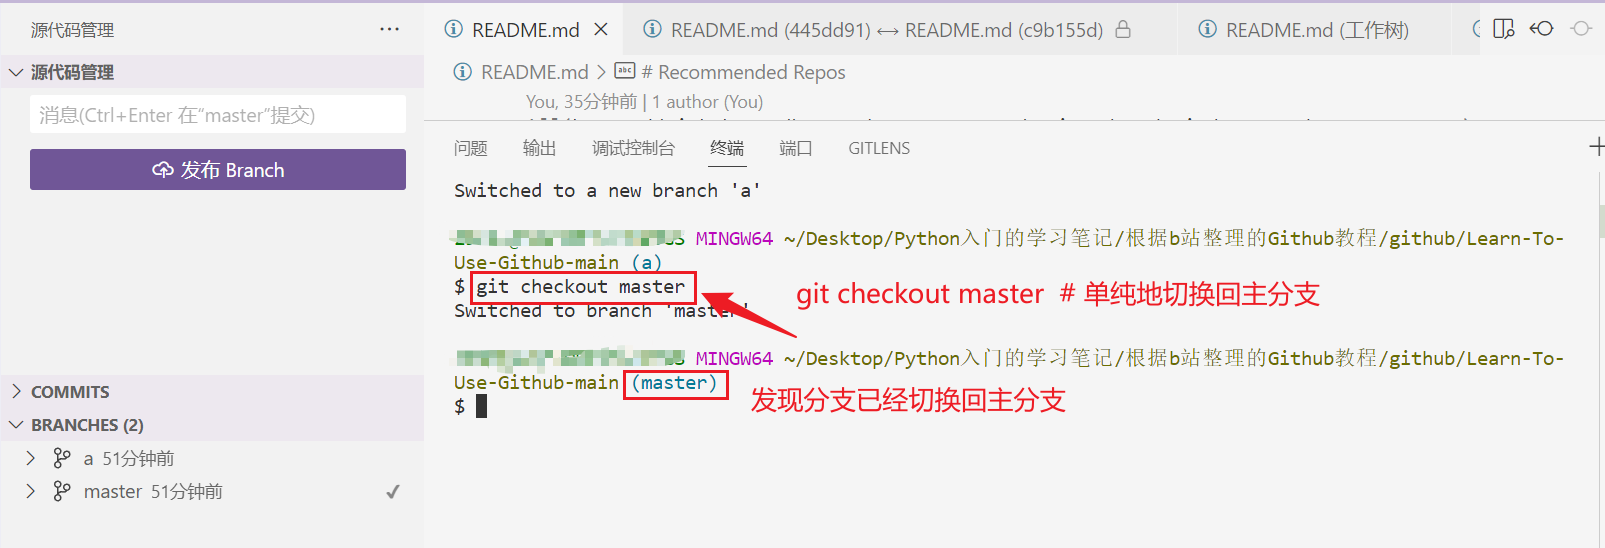 源代码管理 ···
README.md README.md (445dd91) ↔ README.md (c9b155d) README.md (工作树)
源代码管理
README.md > # Recommended Repos
消息(Ctrl+Enter 在“master”提交)
You, 35分钟前 | 1 author (You)
发布 Branch
问题 输出 调试控制台 终端 端口 GITLENS
Switched to a new branch 'a'
MINGW64 ~/Desktop/Python入门的学习笔记/根据b站整理的Github教程/github/Learn-To-
Use-Github-main (a)
$ git checkout master
git checkout master # 单纯地切换回主分支
Switched to branch 'master'
MINGW64 ~/Desktop/Python入门的学习笔记/根据b站整理的Github教程/github/Learn-To-
Use-Github-main (master)
发现分支已经切换回主分支
$
COMMITS
BRANCHES (2)
a 51分钟前
master 51分钟前